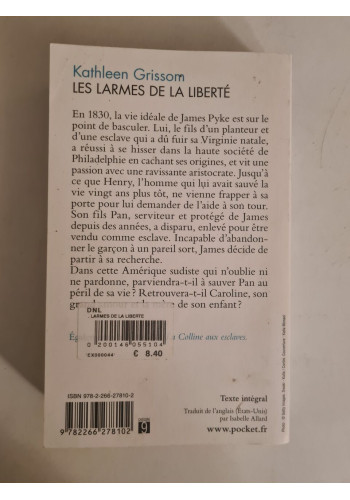 Kathleen Grissom
LES LARMES DE LA LIBERTÉ
En 1830, la vie idéale de James Pyke est sur le
point de basculer. Lui, le fils d'un planteur et
d'une esclave qui a dû fuir sa Virginie natale,
a réussi à se hisser dans la haute société de
Philadelphie en cachant ses origines, et vit une
passion avec une ravissante aristocrate. Jusqu'à
ce que Henry, l'homme qui lui avait sauvé la
vie vingt ans plus tôt, ne vienne frapper à sa
porte pour lui demander de l'aide à son tour.
Son fils Pan, serviteur et protégé de James
depuis des années, a disparu, enlevé pour être
vendu comme esclave. Incapable d'abandon-
ner le garçon à un pareil sort, James décide de
partir à sa recherche.
Dans cette Amérique sudiste qui n'oublie ni
ne pardonne, parviendra-t-il à sauver Pan au
péril de sa vie ? Retrouvera-t-il Caroline, son
de son enfant ?
DNL
LARMES DE LA LIBERTE
0200146055104
€ 8.40
Colline aux esclaves.
ISBN 978-2-266-27810-2
9 782266 278102
Texte intégral
Traduit de l'anglais (États-Unis)
par Isabelle Allard
www.pocket.fr